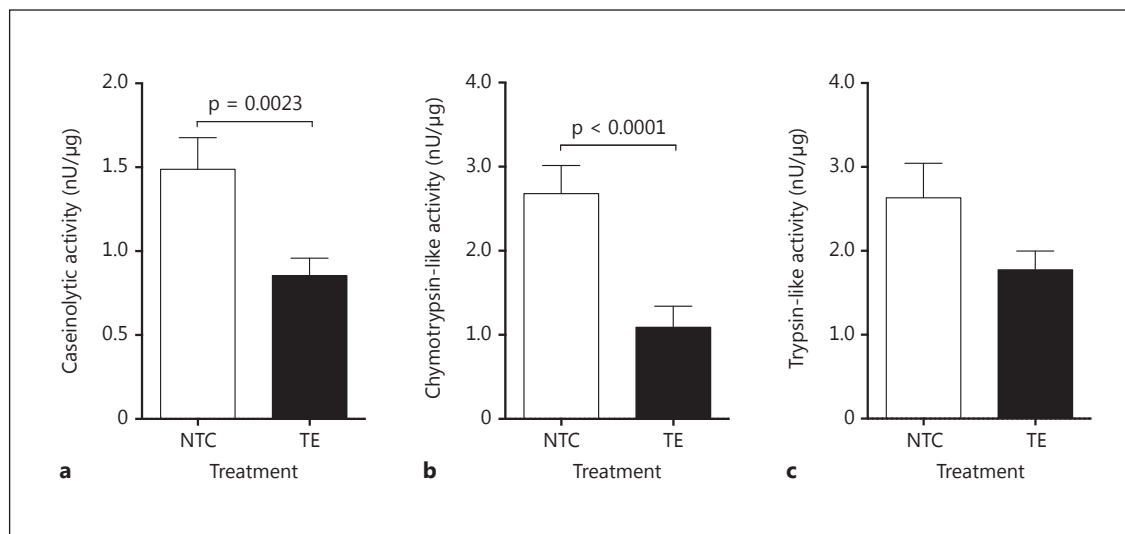 Caseinolytic activity (nU/µg)
2.0
1.5
1.0
0.5
0
p = 0.0023
NTC TE
Treatment
a
Chymotrypsin-like activity (nU/µg)
4.0
3.0
2.0
1.0
0
p < 0.0001
NTC TE
Treatment
b
Trypsin-like activity (nU/µg)
4.0
3.0
2.0
1.0
0
NTC TE
Treatment
c